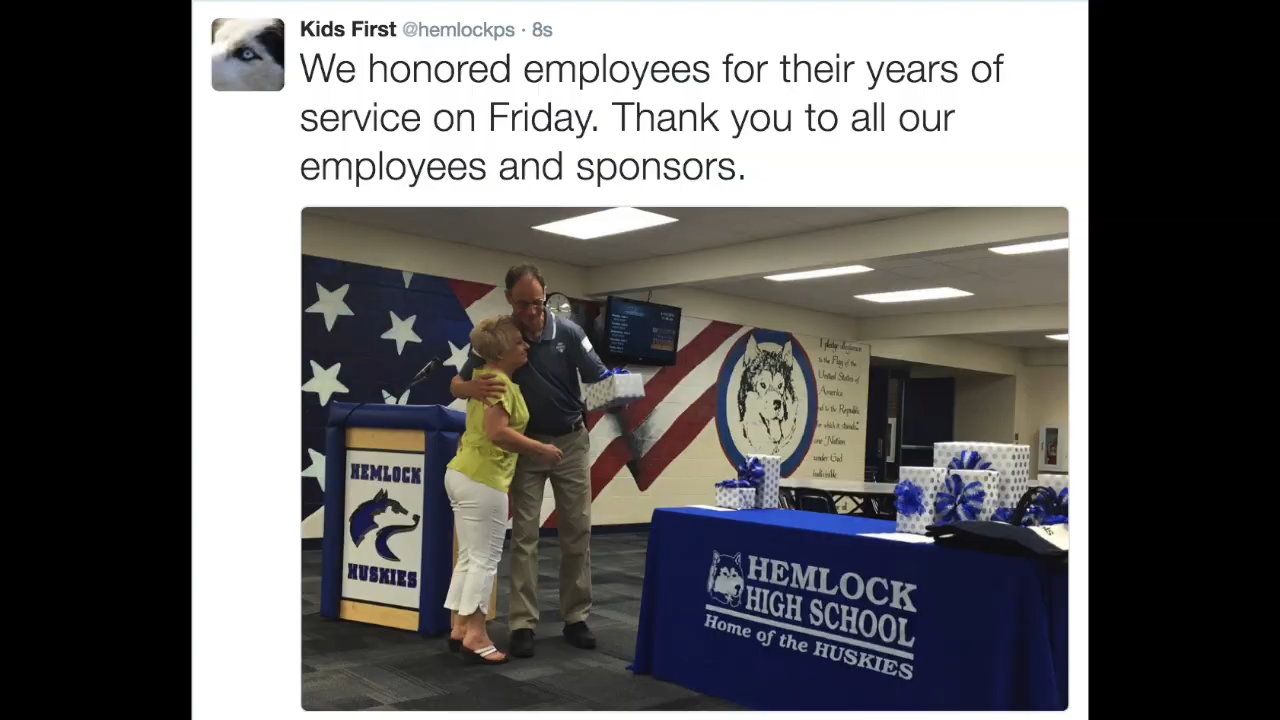 Kids First @hemlockps · 8s
We honored employees for their years of
service on Friday. Thank you to all our
employees and sponsors.
I pledge allegiance
to the Flag of the
United States of
America
and to the Republic
for which it stands,
one Nation
under God
indivisible
HEMLOCK
HUSKIES
HEMLOCK
HIGH SCHOOL
Home of the HUSKIES